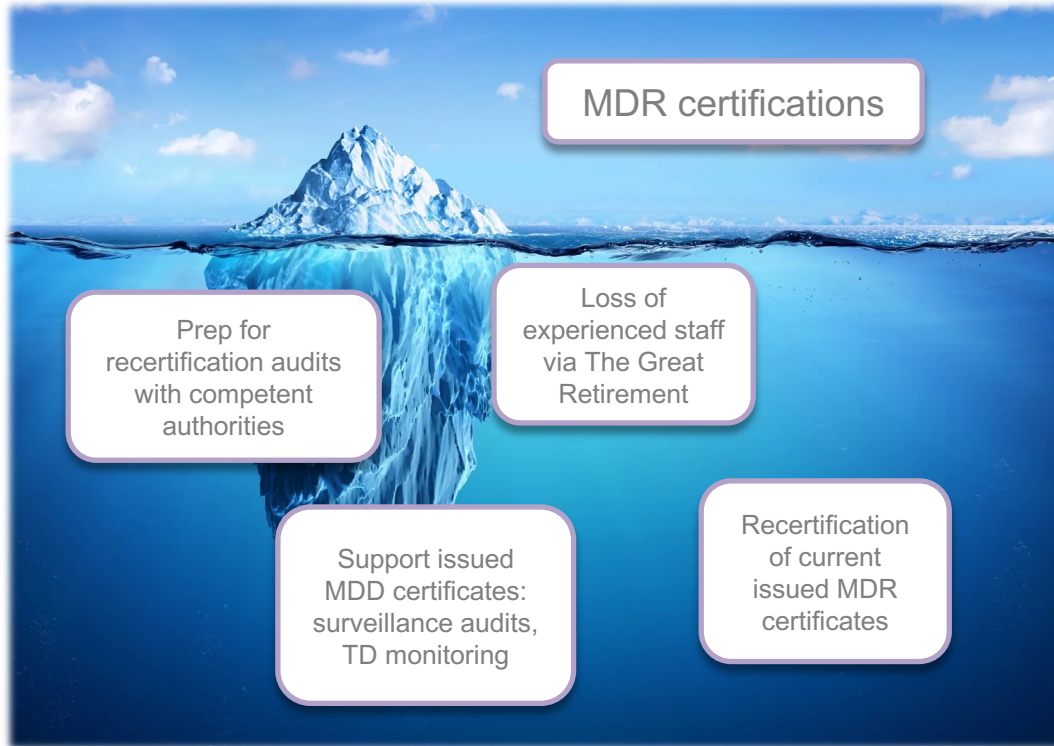 MDR certifications
Prep for
recertification audits
with competent
authorities
Loss of
experienced staff
via The Great
Retirement
Support issued
MDD certificates:
surveillance audits,
TD monitoring
Recertification
of current
issued MDR
certificates